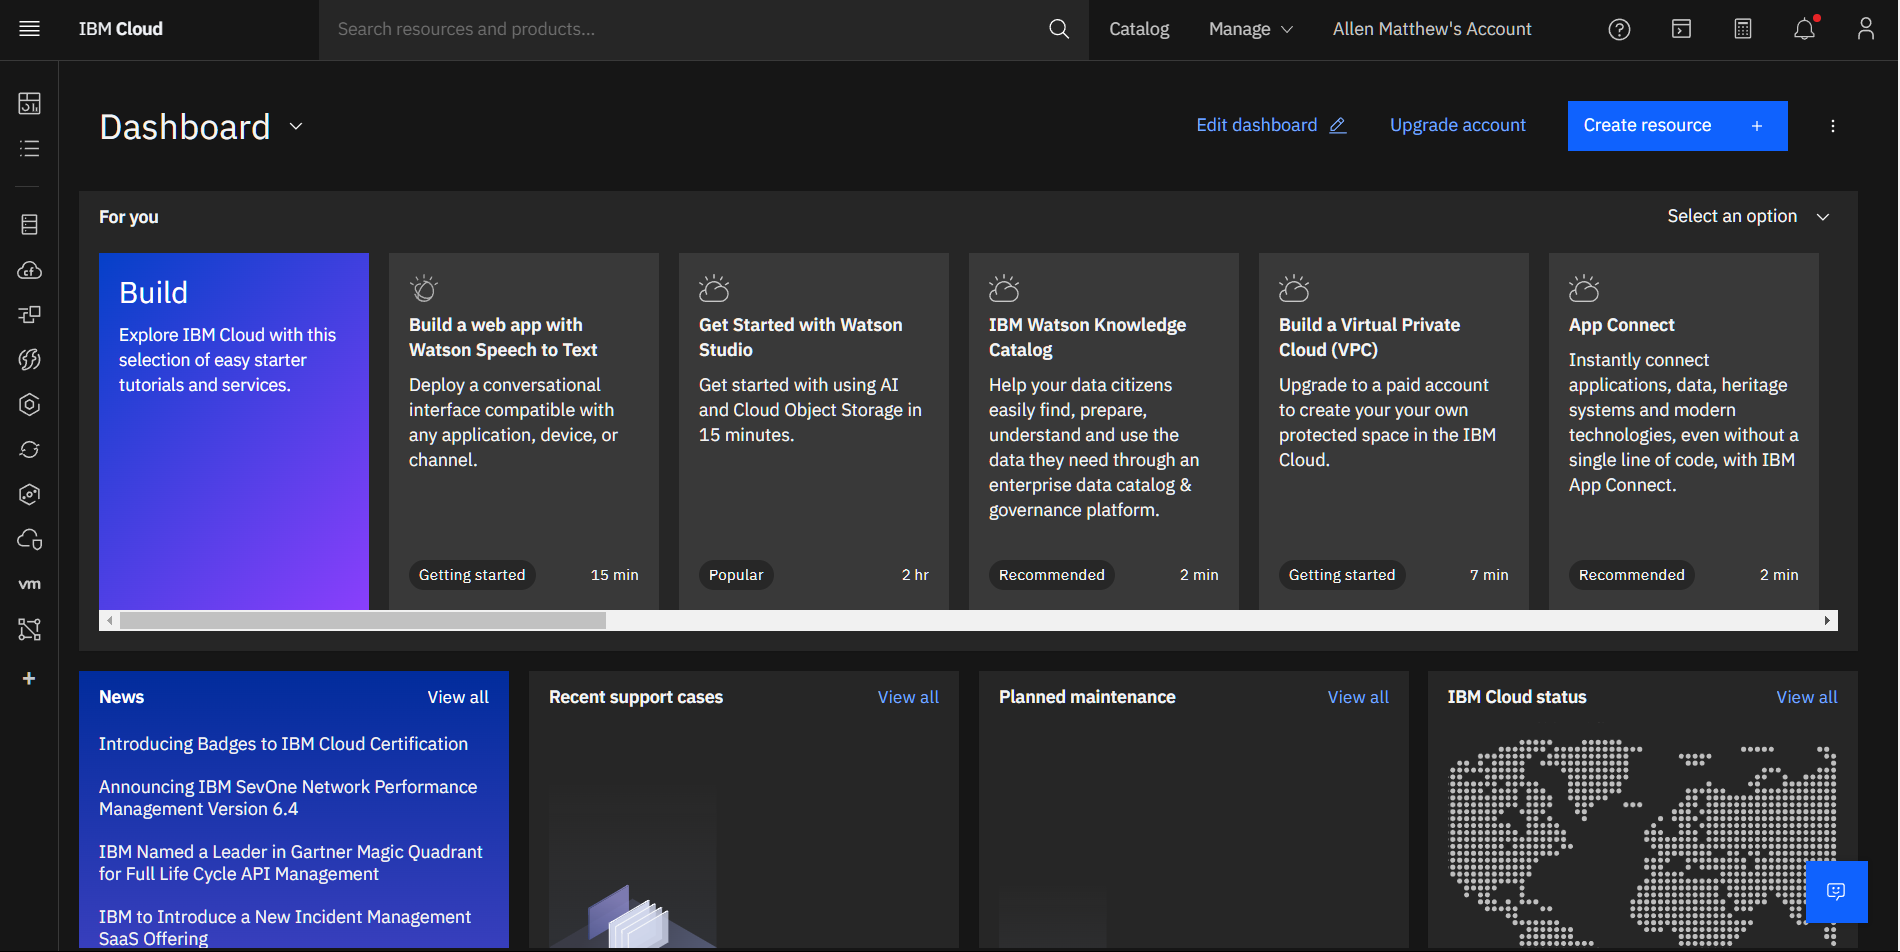 IBM Cloud
Search resources and products...
Catalog
Manage
Allen Matthew's Account
Dashboard
Edit dashboard
Upgrade account
Create resource +
For you
Select an option
Build
Explore IBM Cloud with this
selection of easy starter
tutorials and services.
Build a web app with
Watson Speech to Text
Deploy a conversational
interface compatible with
any application, device, or
channel.
Getting started
15 min
Get Started with Watson
Studio
Get started with using AI
and Cloud Object Storage in
15 minutes.
Popular
2 hr
IBM Watson Knowledge
Catalog
Help your data citizens
easily find, prepare,
understand and use the
data they need through an
enterprise data catalog &
governance platform.
Recommended
2 min
Build a Virtual Private
Cloud (VPC)
Upgrade to a paid account
to create your your own
protected space in the IBM
Cloud.
Getting started
7 min
App Connect
Instantly connect
applications, data, heritage
systems and modern
technologies, even without a
single line of code, with IBM
App Connect.
Recommended
2 min
cf
vm
+
News
View all
Introducing Badges to IBM Cloud Certification
Announcing IBM SevOne Network Performance
Management Version 6.4
IBM Named a Leader in Gartner Magic Quadrant
for Full Life Cycle API Management
IBM to Introduce a New Incident Management
SaaS Offering
Recent support cases
View all
Planned maintenance
View all
IBM Cloud status
View all